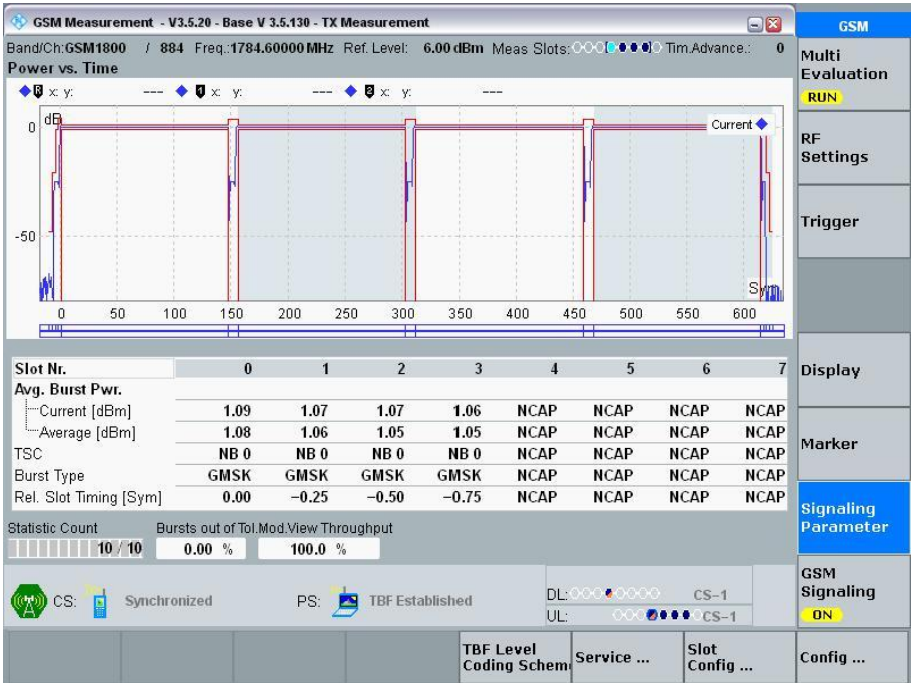 GSM Measurement - V3.5.20 - Base V 3.5.130 - TX Measurement
GSM
Band/Ch:GSM1800 / 884 Freq.:1784.60000 MHz Ref. Level: 6.00 dBm Meas Slots: Tim.Advance.: 0
Power vs. Time
Multi
Evaluation
RUN
R x: y: --- 1 x: y: --- 2 x: y: ---
dB
Current
0
-50
Sym
0 50 100 150 200 250 300 350 400 450 500 550 600
RF
Settings
Trigger
Slot Nr. 0 1 2 3 4 5 6 7
Avg. Burst Pwr.
Current [dBm] 1.09 1.07 1.07 1.06 NCAP NCAP NCAP NCAP
Average [dBm] 1.08 1.06 1.05 1.05 NCAP NCAP NCAP NCAP
TSC NB 0 NB 0 NB 0 NB 0 NCAP NCAP NCAP NCAP
Burst Type GMSK GMSK GMSK GMSK NCAP NCAP NCAP NCAP
Rel. Slot Timing [Sym] 0.00 −0.25 −0.50 −0.75 NCAP NCAP NCAP NCAP
Display
Marker
Signaling
Parameter
Statistic Count Bursts out of Tol. Mod.View Throughput
10 / 10 0.00 % 100.0 %
CS: Synchronized PS: TBF Established DL: CS-1
UL: CS-1
GSM
Signaling
ON
TBF Level
Coding Schem
Service ...
Slot
Config ...
Config ...